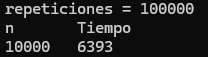 repeticiones = 100000
n       Tiempo
10000   6393